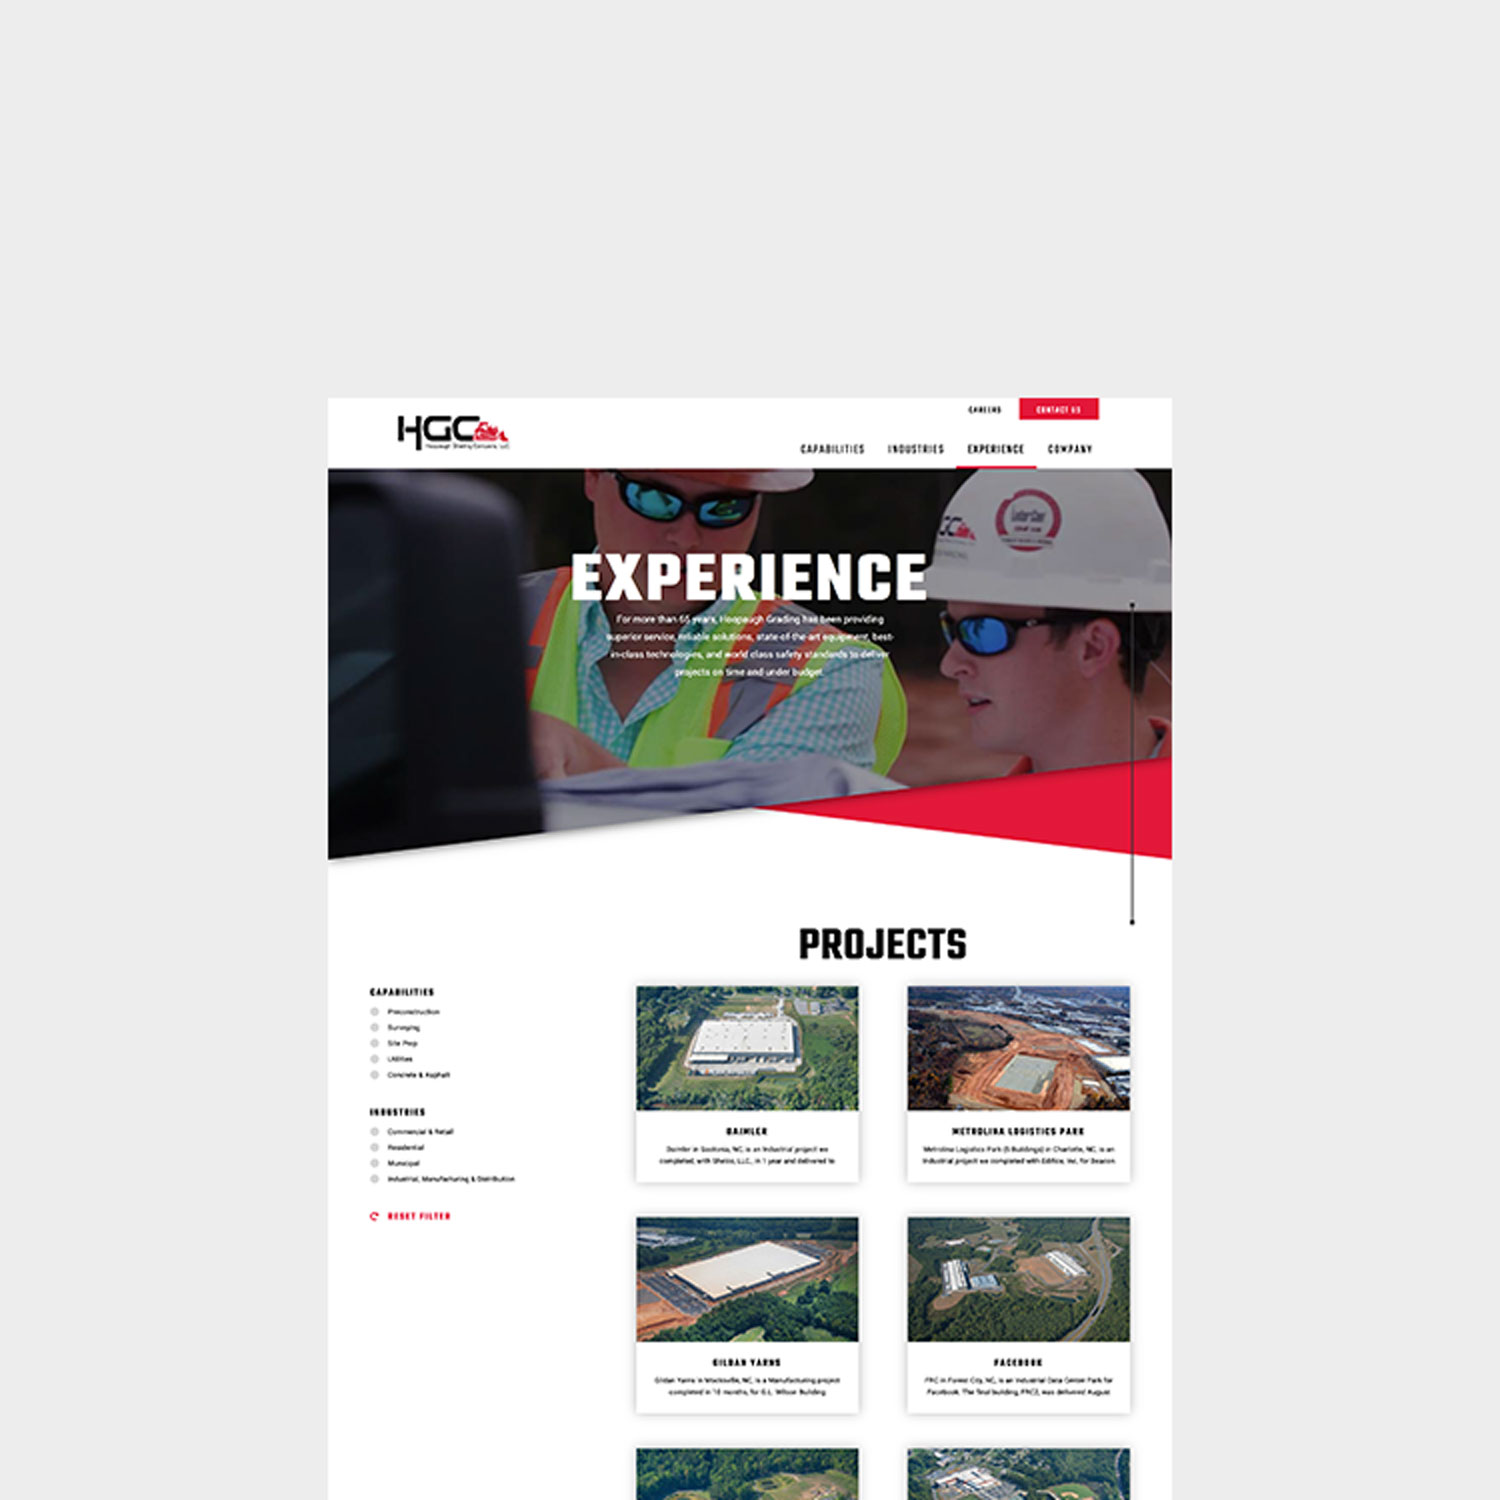 CAREERS
CONTACT US
HGC
Hoopaugh Grading Company, LLC
CAPABILITIES
INDUSTRIES
EXPERIENCE
COMPANY
EXPERIENCE
For more than 65 years, Hoopaugh Grading has been providing
superior service, reliable solutions, state-of-the-art equipment, best-
in-class technologies, and world class safety standards to deliver
projects on time and under budget.
PROJECTS
CAPABILITIES
Preconstruction
Surveying
Site Prep
Utilities
Concrete & Asphalt
INDUSTRIES
Commercial & Retail
Residential
Municipal
Industrial, Manufacturing & Distribution
RESET FILTER
DAIMLER
Daimler in Gastonia, NC, is an Industrial project we
completed, with Shelco, LLC., in 1 year and delivered to
METROLINA LOGISTICS PARK
Metrolina Logistics Park (5 Buildings) in Charlotte, NC, is an
Industrial project we completed with Edifice, Inc. for Beacon
GILDAN YARNS
Gildan Yarns in Mocksville, NC, is a Manufacturing project
completed in 10 months, for G.L. Wilson Building
FACEBOOK
FRC in Forest City, NC, is an Industrial Data Center Park for
Facebook. The final building, FRC3, was delivered August